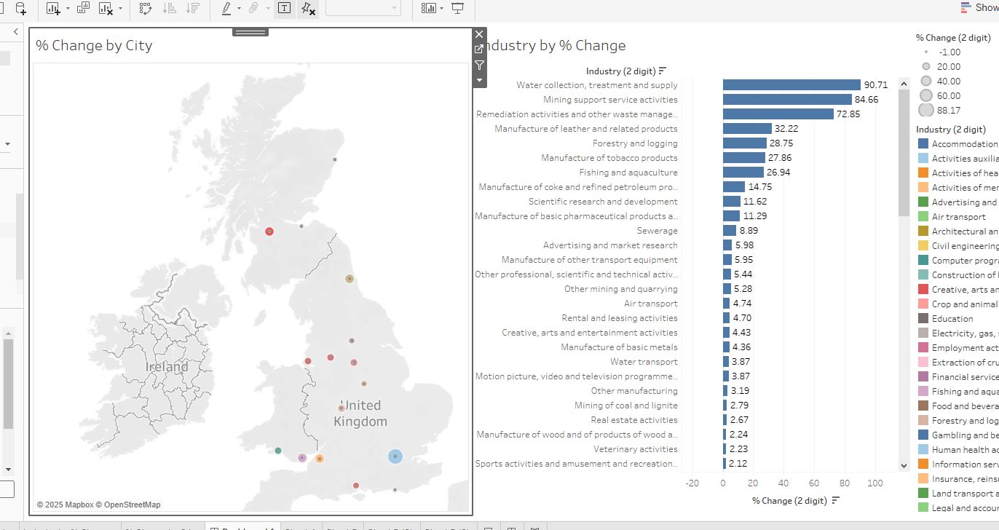 Show
% Change by City
Ireland
United
Kingdom
© 2025 Mapbox © OpenStreetMap
ndustry by % Change
Industry (2 digit)
Water collection, treatment and supply 90.71
Mining support service activities 84.66
Remediation activities and other waste manage.. 72.85
Manufacture of leather and related products 32.22
Forestry and logging 28.75
Manufacture of tobacco products 27.86
Fishing and aquaculture 26.94
Manufacture of coke and refined petroleum pro.. 14.75
Scientific research and development 11.62
Manufacture of basic pharmaceutical products a.. 11.29
Sewerage 8.89
Advertising and market research 5.98
Manufacture of other transport equipment 5.95
Other professional, scientific and technical activ.. 5.44
Other mining and quarrying 5.28
Air transport 4.74
Rental and leasing activities 4.70
Creative, arts and entertainment activities 4.43
Manufacture of basic metals 4.36
Water transport 3.87
Motion picture, video and television programme.. 3.87
Other manufacturing 3.19
Mining of coal and lignite 2.79
Real estate activities 2.67
Manufacture of wood and of products of wood a.. 2.24
Veterinary activities 2.23
Sports activities and amusement and recreation.. 2.12
-20 0 20 40 60 80 100
% Change (2 digit)
% Change (2 digit)
-1.00
20.00
40.00
60.00
88.17
Industry (2 digit)
Accommodation
Activities auxilia
Activities of hea
Activities of mer
Advertising and
Air transport
Architectural an
Civil engineering
Computer progra
Construction of
Creative, arts an
Crop and animal
Education
Electricity, gas,
Employment act
Extraction of cru
Financial service
Fishing and aqua
Food and bevera
Forestry and log
Gambling and be
Human health ac
Information serv
Insurance, reins
Land transport a
Legal and accour